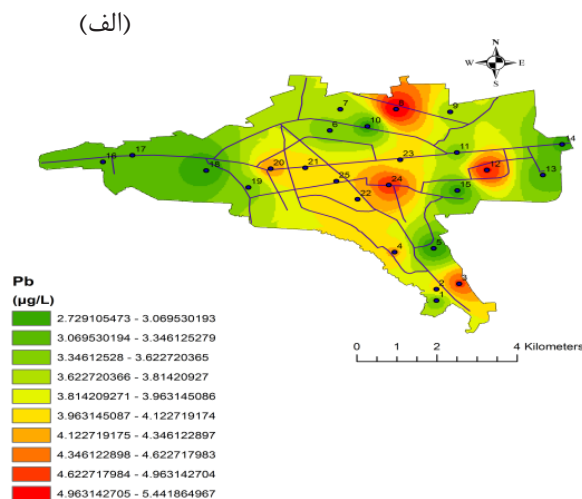 (الف)
N
W E
S
7
8
9
6
10
14
11
17
16
18
20
21
23
12
13
19
25
24
15
22
4
5
3
2
1
Pb
(µg/L)
2.729105473 - 3.069530193
3.069530194 - 3.346125279
3.34612528 - 3.622720365
3.622720366 - 3.81420927
3.814209271 - 3.963145086
3.963145087 - 4.122719174
4.122719175 - 4.346122897
4.346122898 - 4.622717983
4.622717984 - 4.963142704
4.963142705 - 5.441864967
0 1 2 4 Kilometers